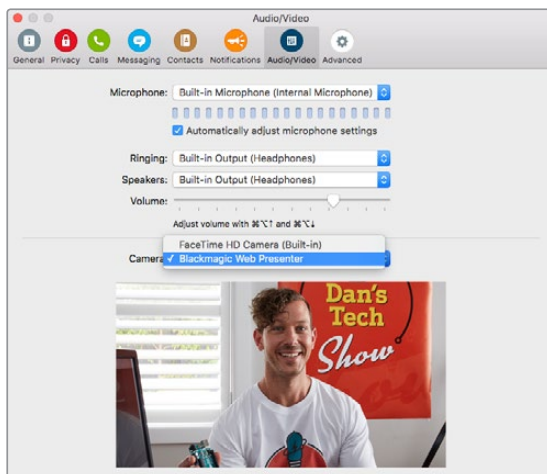 Audio/Video
General Privacy Calls Messaging Contacts Notifications Audio/Video Advanced
Microphone: Built-in Microphone (Internal Microphone)
Automatically adjust microphone settings
Ringing: Built-in Output (Headphones)
Speakers: Built-in Output (Headphones)
Volume:
Adjust volume with ⌘⌥↑ and ⌘⌥↓
FaceTime HD Camera (Built-in)
Camera ✓ Blackmagic Web Presenter
Dan's
Tech
Show